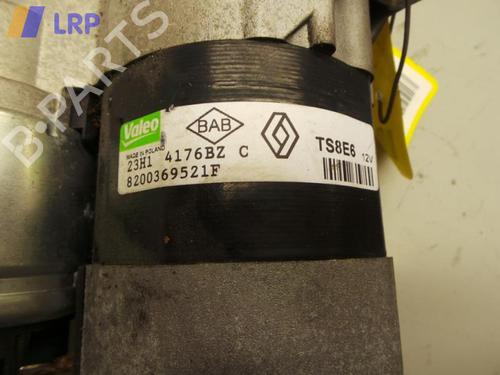 LRP
B-PARTS
Valeo
MADE IN POLAND
BAB
TS8E6 12V
23H1 4176BZ C
8200369521F